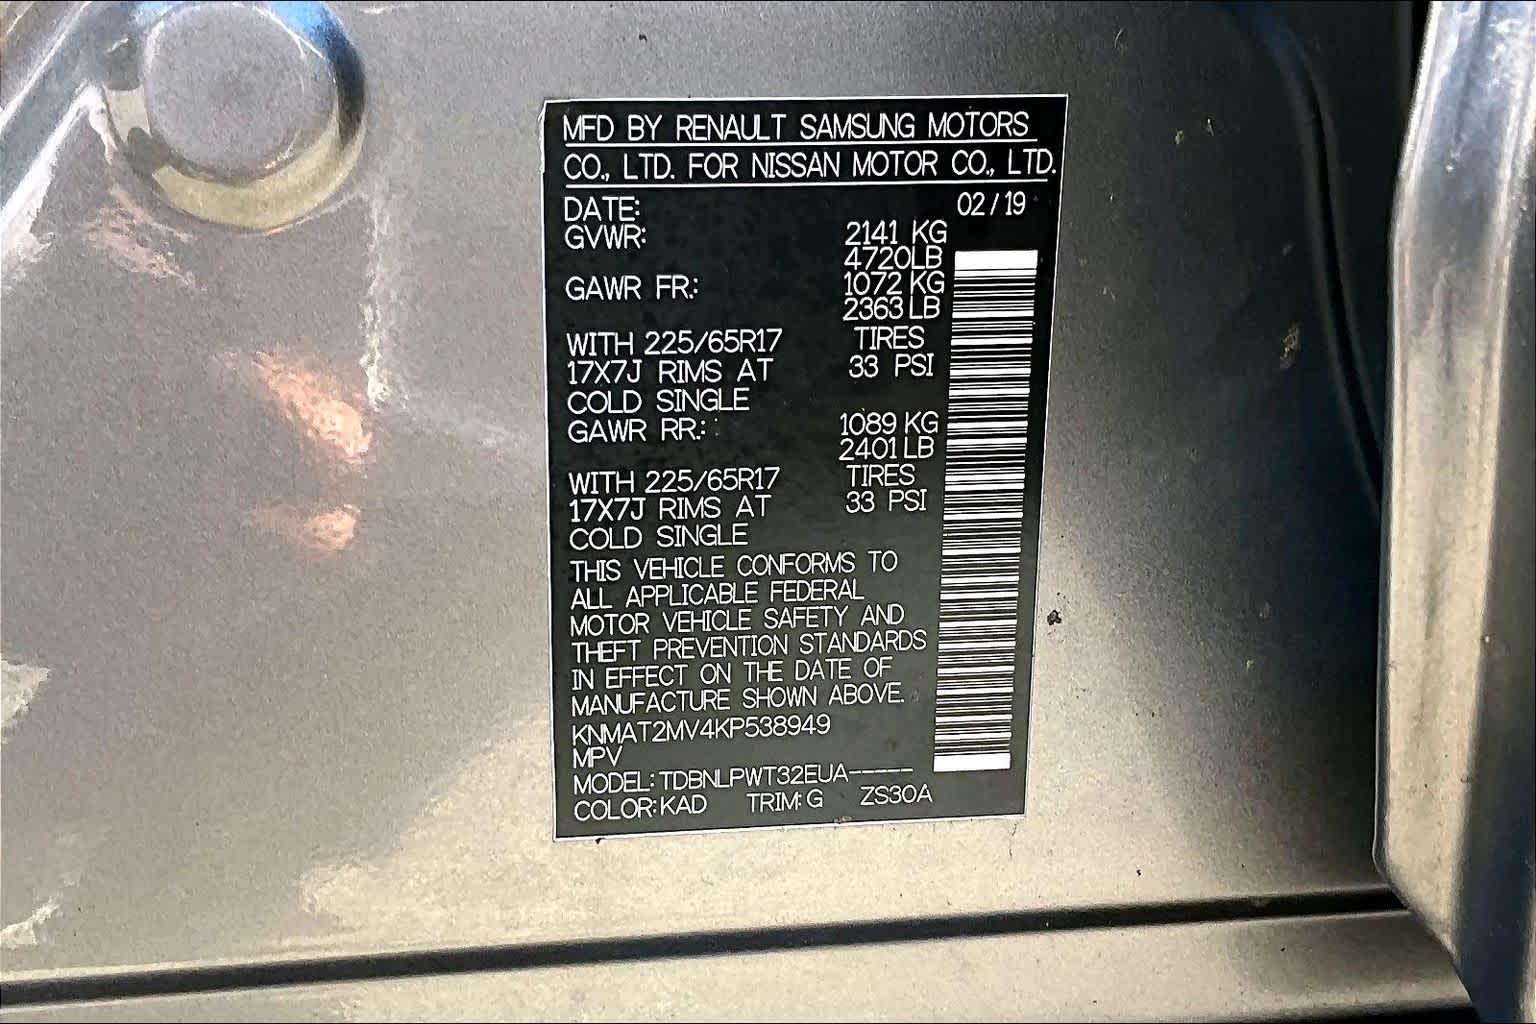 MFD BY RENAULT SAMSUNG MOTORS
CO., LTD. FOR NISSAN MOTOR CO., LTD.
DATE: 02 / 19
GVWR: 2141 KG
4720LB
GAWR FR.: 1072 KG
2363 LB
WITH 225/65R17 TIRES
17X7J RIMS AT 33 PSI
COLD SINGLE
GAWR RR.: 1089 KG
2401 LB
WITH 225/65R17 TIRES
17X7J RIMS AT 33 PSI
COLD SINGLE
THIS VEHICLE CONFORMS TO
ALL APPLICABLE FEDERAL
MOTOR VEHICLE SAFETY AND
THEFT PREVENTION STANDARDS
IN EFFECT ON THE DATE OF
MANUFACTURE SHOWN ABOVE.
KNMAT2MV4KP538949
MPV
MODEL: TDBNLPWT32EUA-----
COLOR: KAD TRIM: G ZS30A